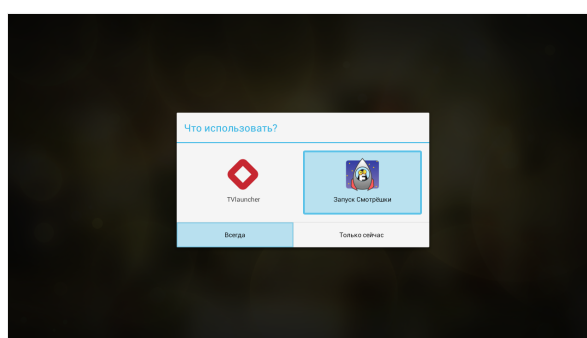 Что использовать?
TVlauncher
Запуск Смотрёшки
Всегда
Только сейчас